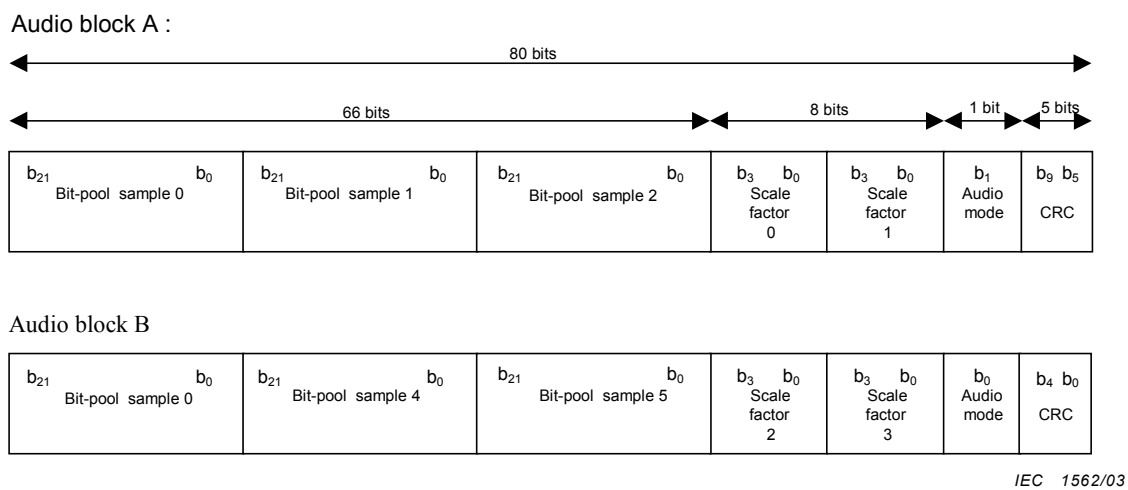 Audio block A :
80 bits
66 bits 8 bits 1 bit 5 bits
b21 b0 b21 b0 b21 b0 b3 b0 b3 b0 b1 b9 b5
Bit-pool sample 0 Bit-pool sample 1 Bit-pool sample 2 Scale factor 0 Scale factor 1 Audio mode CRC
Audio block B
b21 b0 b21 b0 b21 b0 b3 b0 b3 b0 b0 b4 b0
Bit-pool sample 0 Bit-pool sample 4 Bit-pool sample 5 Scale factor 2 Scale factor 3 Audio mode CRC
IEC 1562/03